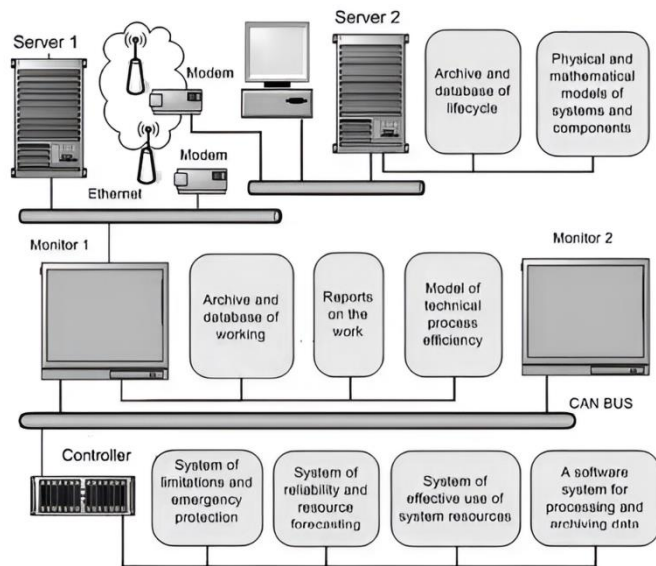 Server 1
Server 2
Modem
Archive and
database of
lifecycle
Physical and
mathematical
models of
systems and
components
Modem
Ethernet
Monitor 1
Monitor 2
Archive and
database of
working
Reports
on the
work
Model of
technical
process
efficiency
CAN BUS
Controller
System of
limitations and
emergency
protection
System of
reliability and
resource
forecasting
System of
effective use of
system resources
A software
system for
processing and
archiving data